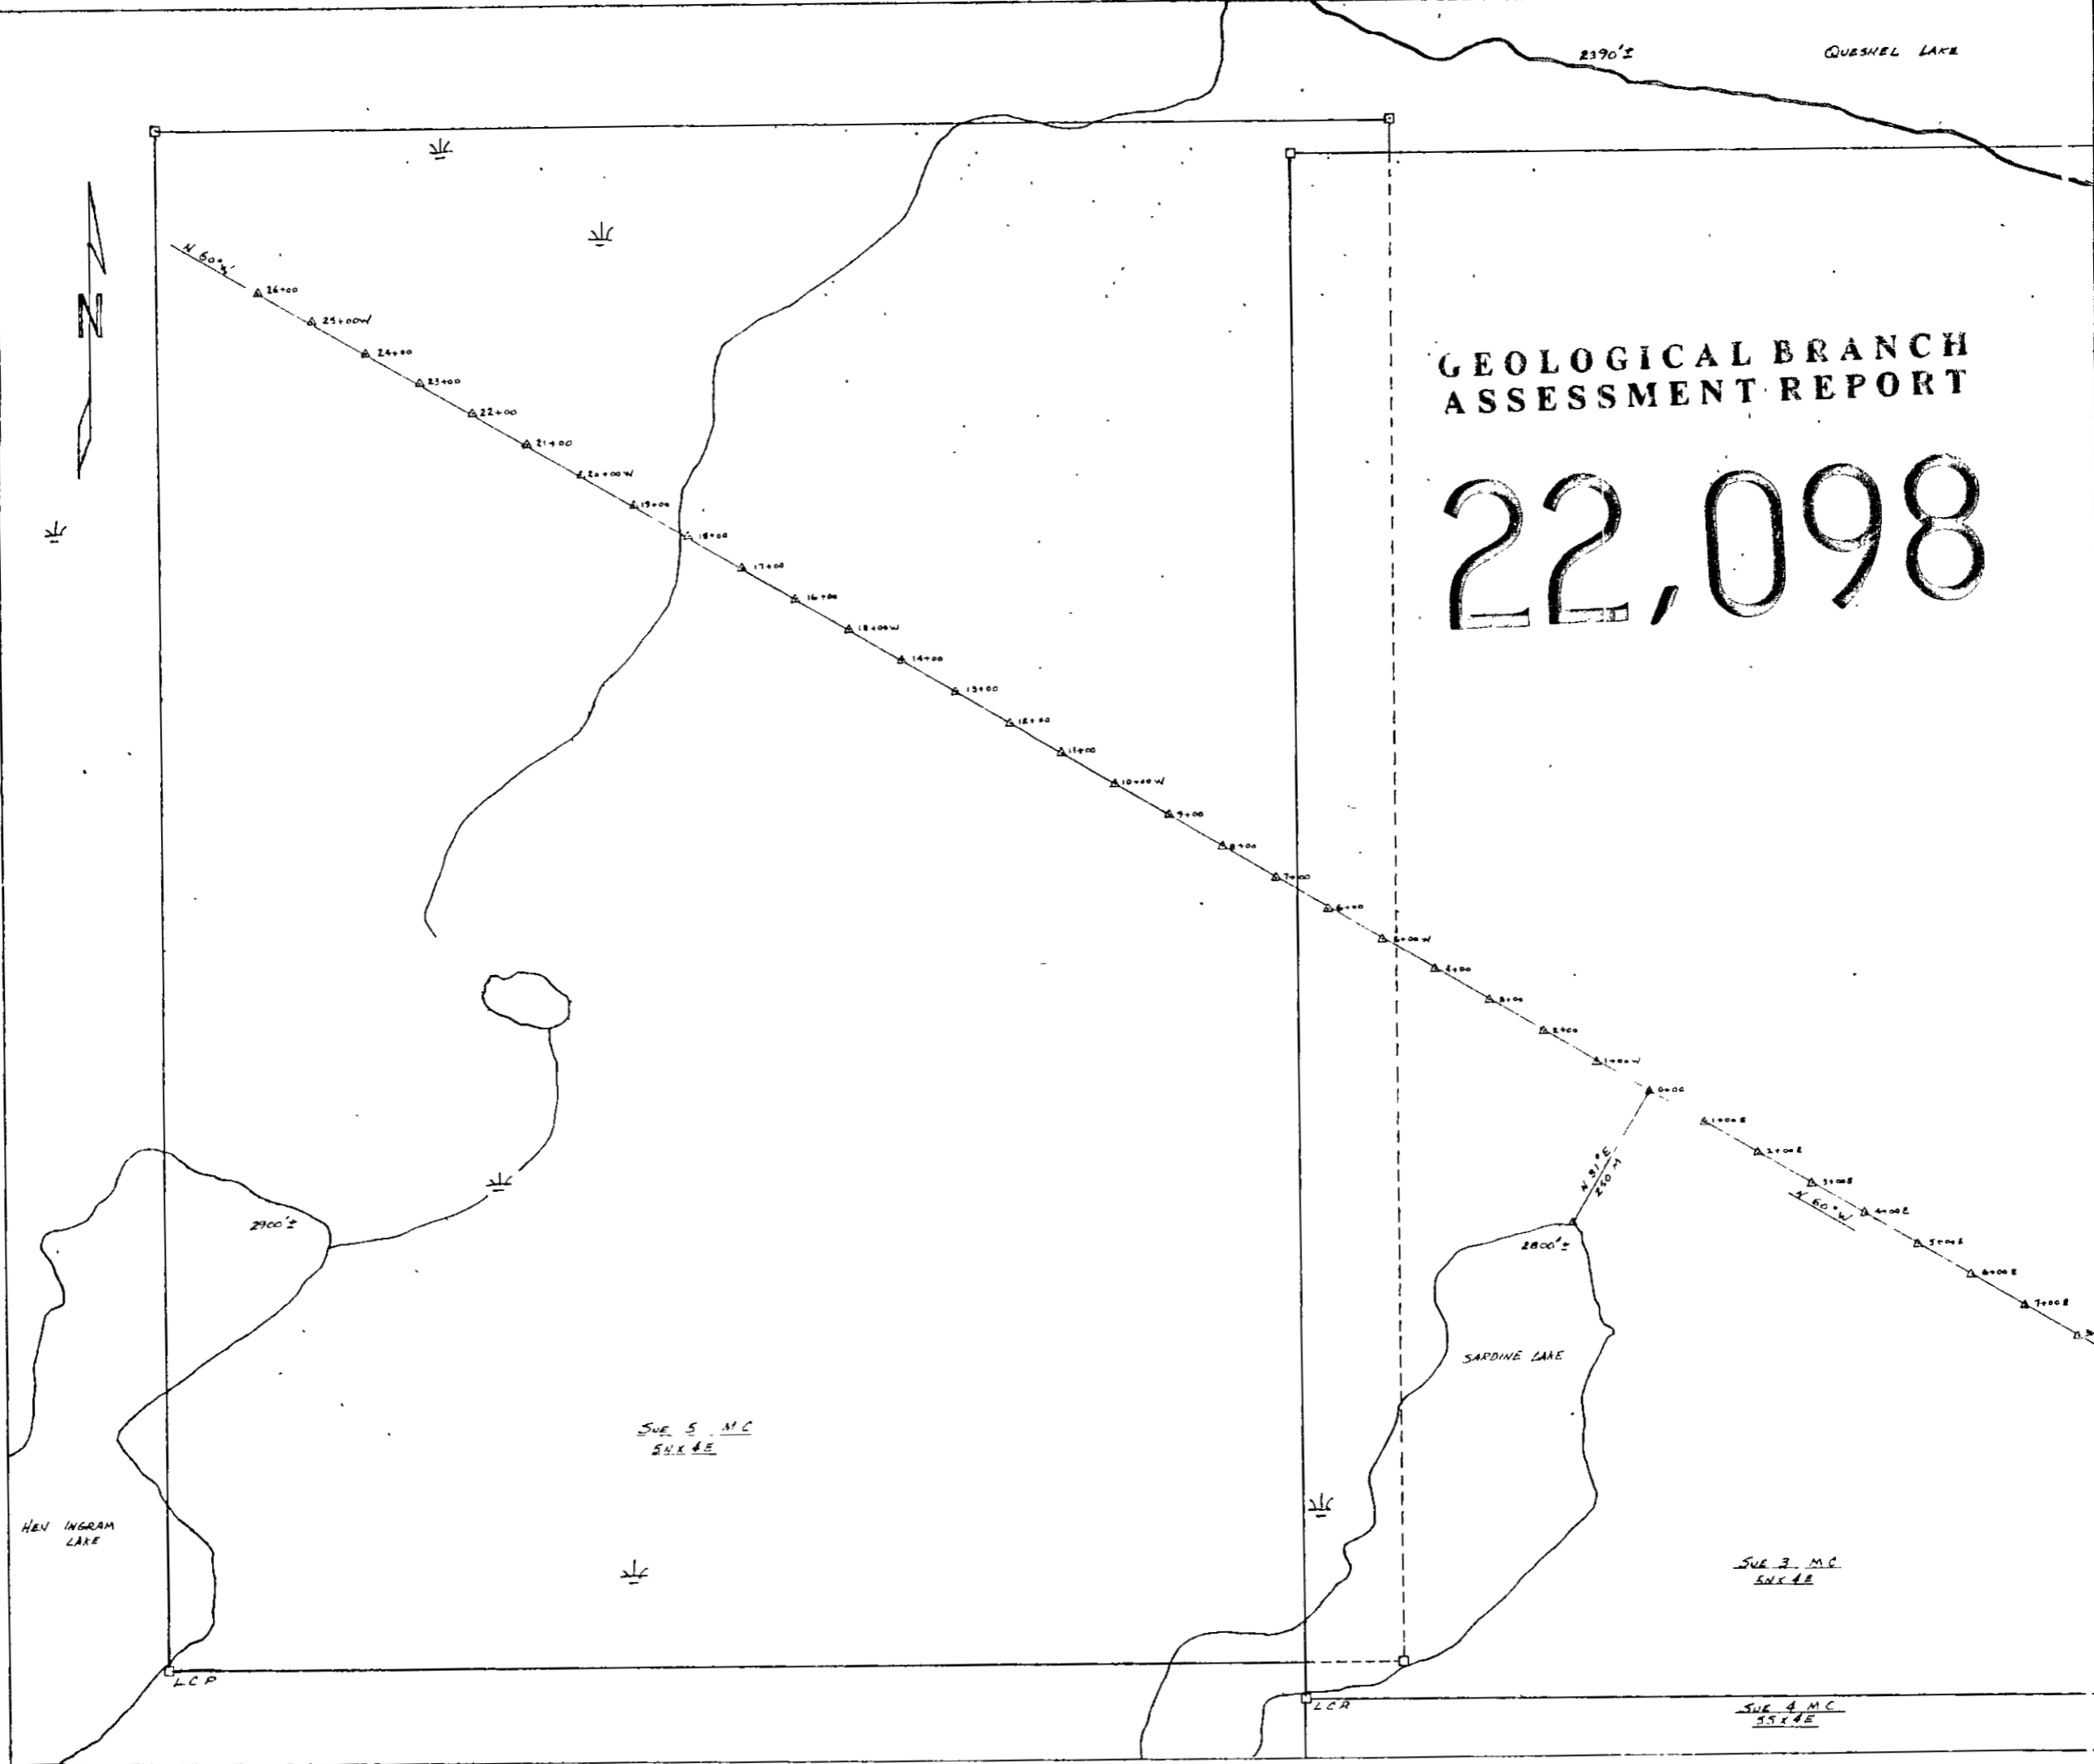 2390'±
QUESNEL LAKE
N
N 60° W
26+00
25+00W
24+00
23+00
22+00
21+00
20+00W
19+00
18+00
17+00
16+00
15+00W
14+00
13+00
12+00
11+00
10+00W
9+00
8+00
7+00
6+00
5+00W
4+00
3+00
2+00
1+00W
0+00
1+00E
2+00E
3+00E
4+00E
5+00E
6+00E
7+00E
GEOLOGICAL BRANCH
ASSESSMENT REPORT
22,098
N 31° E
250 M
N 60° W
2900'±
2800'±
SARDINE LAKE
SUE 5 MC
5N X 4E
HEN INGRAM
LAKE
SUE 3 MC
5N X 4E
LCP
LCP
SUE 4 MC
5S X 4E